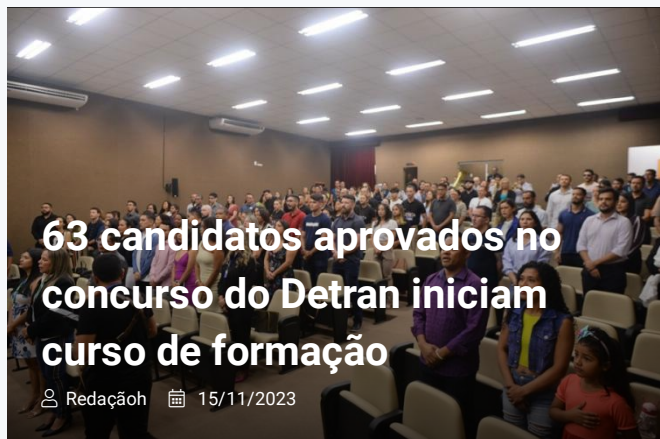 63 candidatos aprovados no
concurso do Detran iniciam
curso de formação
Redaçãoh 15/11/2023